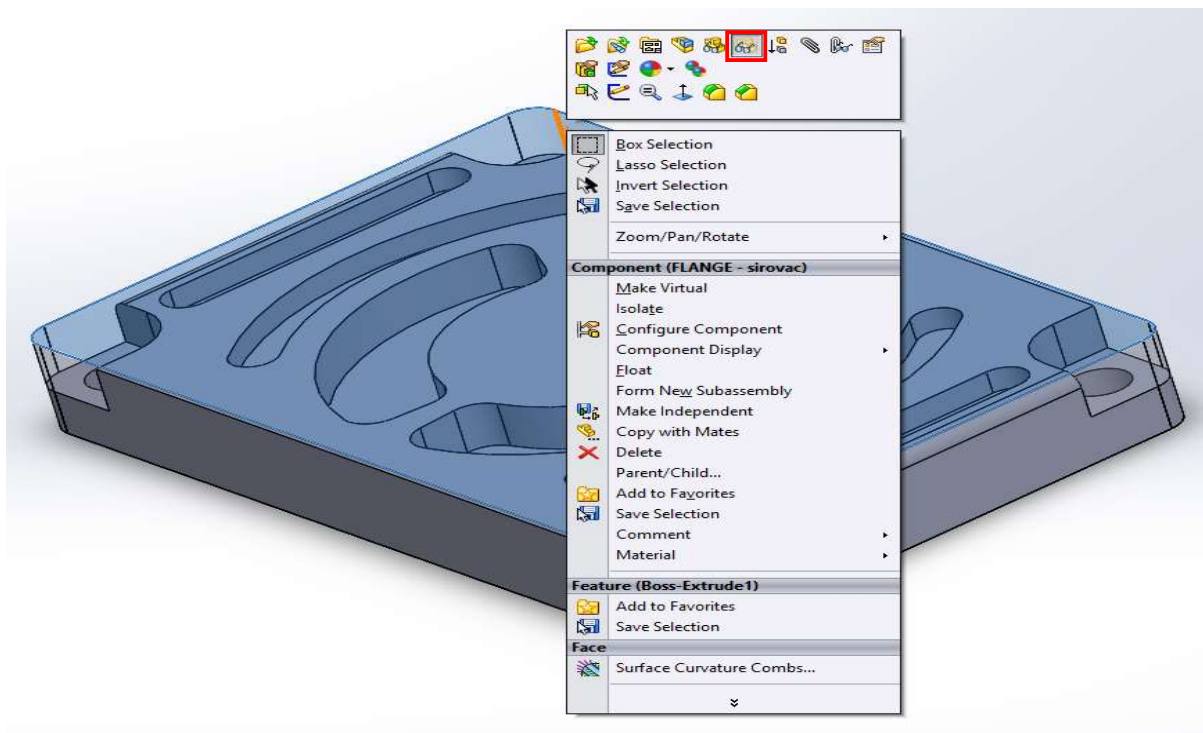 Box Selection
Lasso Selection
Invert Selection
Save Selection
Zoom/Pan/Rotate
Component (FLANGE - sirovac)
Make Virtual
Isolate
Configure Component
Component Display
Float
Form New Subassembly
Make Independent
Copy with Mates
Delete
Parent/Child...
Add to Favorites
Save Selection
Comment
Material
Feature (Boss-Extrude1)
Add to Favorites
Save Selection
Face
Surface Curvature Combs...